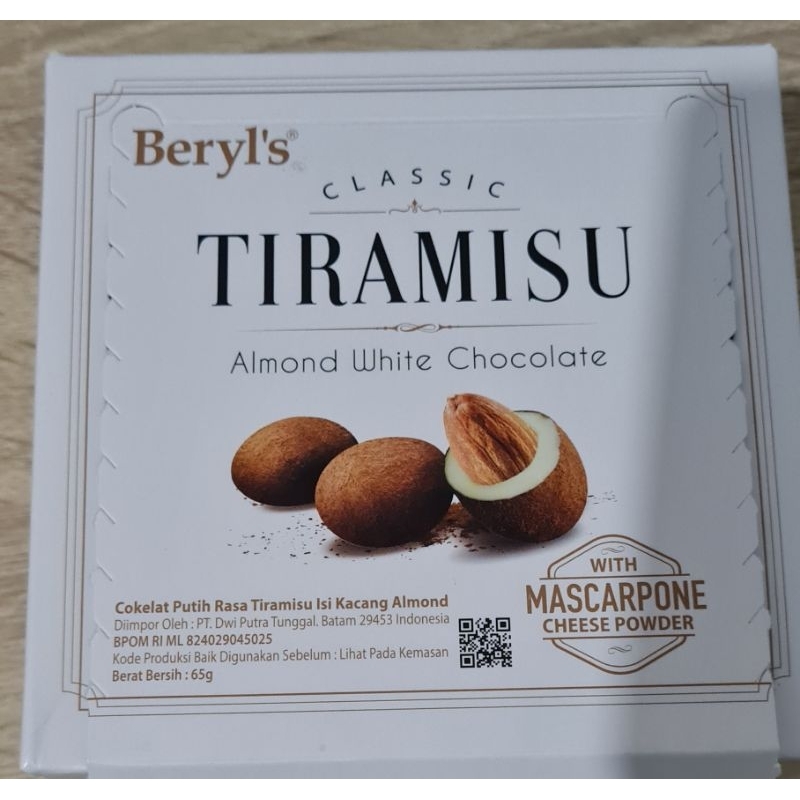 Beryl's®
CLASSIC
TIRAMISU
Almond White Chocolate
Cokelat Putih Rasa Tiramisu Isi Kacang Almond
Diimpor Oleh : PT. Dwi Putra Tunggal. Batam 29453 Indonesia
BPOM RI ML 824029045025
Kode Produksi Baik Digunakan Sebelum : Lihat Pada Kemasan
Berat Bersih : 65g
WITH
MASCARPONE
CHEESE POWDER